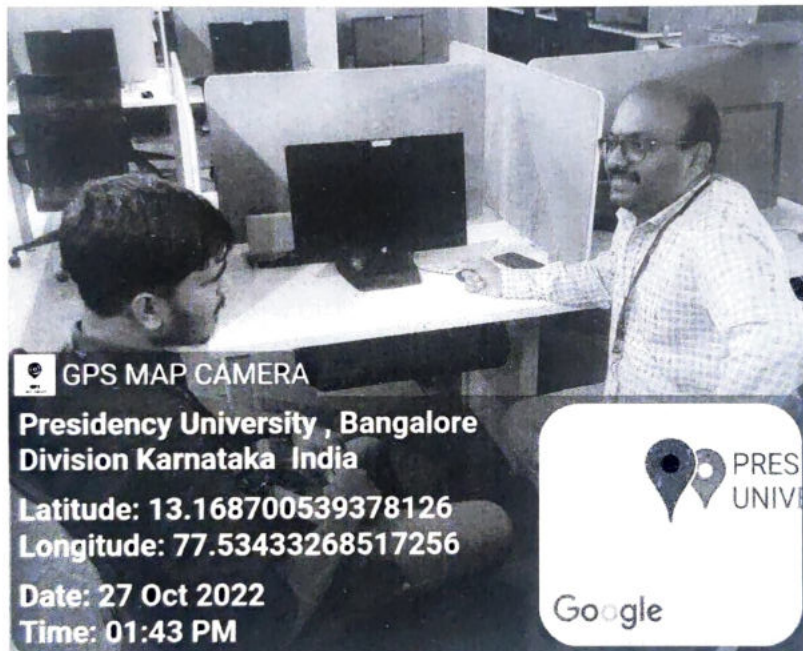 GPS MAP CAMERA
Presidency University , Bangalore
Division Karnataka India
Latitude: 13.168700539378126
Longitude: 77.53433268517256
Date: 27 Oct 2022
Time: 01:43 PM
PRES
UNIVE
Google